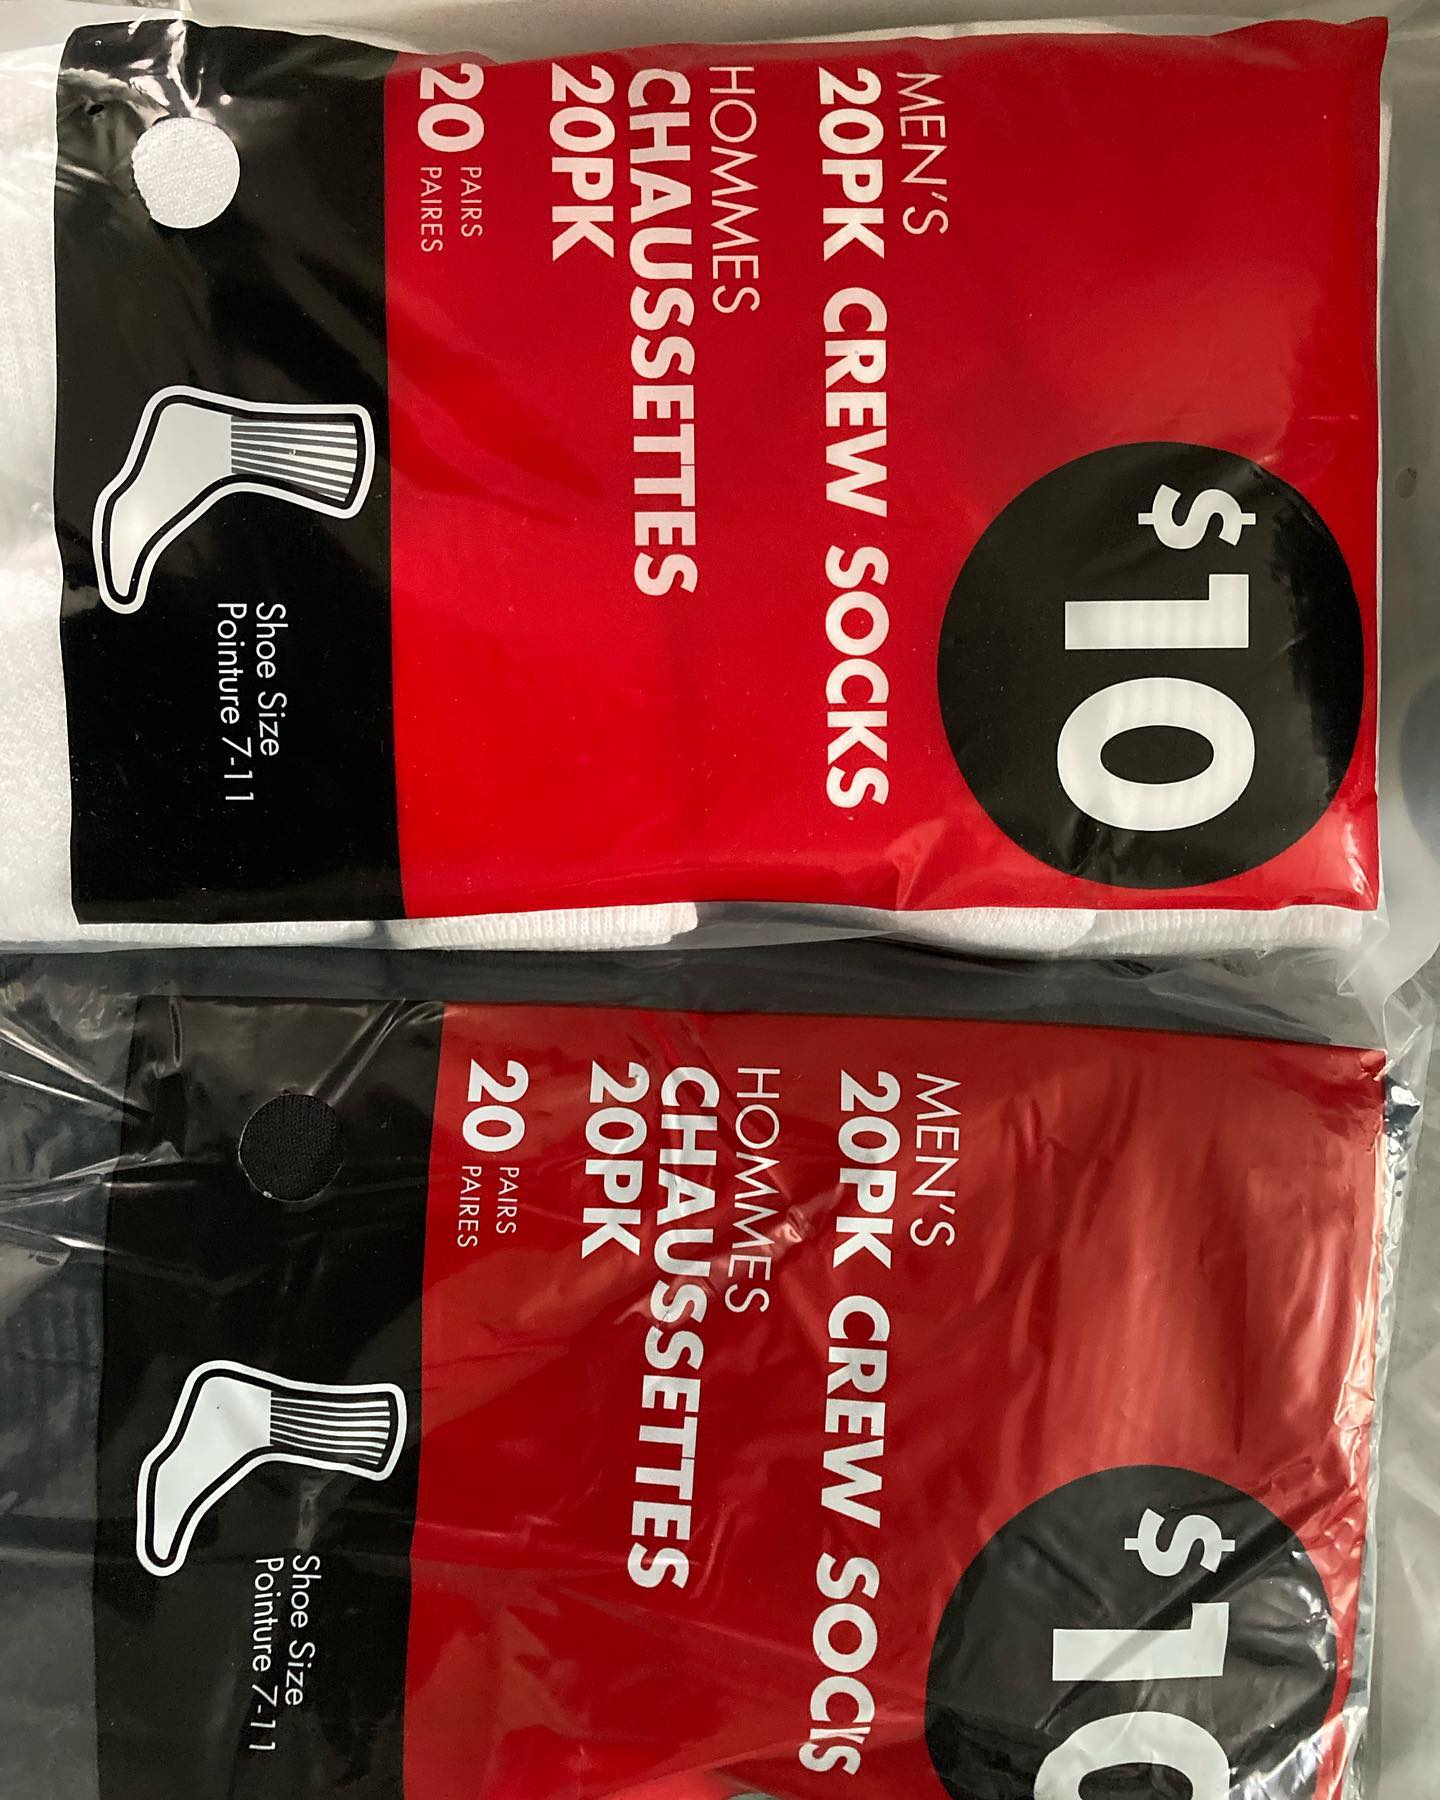 $10
MEN'S
20PK CREW SOCKS
HOMMES
CHAUSSETTES
20PK
20 PAIRS
PAIRES
Shoe Size
Pointure 7-11
$10
MEN'S
20PK CREW SOCKS
HOMMES
CHAUSSETTES
20PK
20 PAIRS
PAIRES
Shoe Size
Pointure 7-11